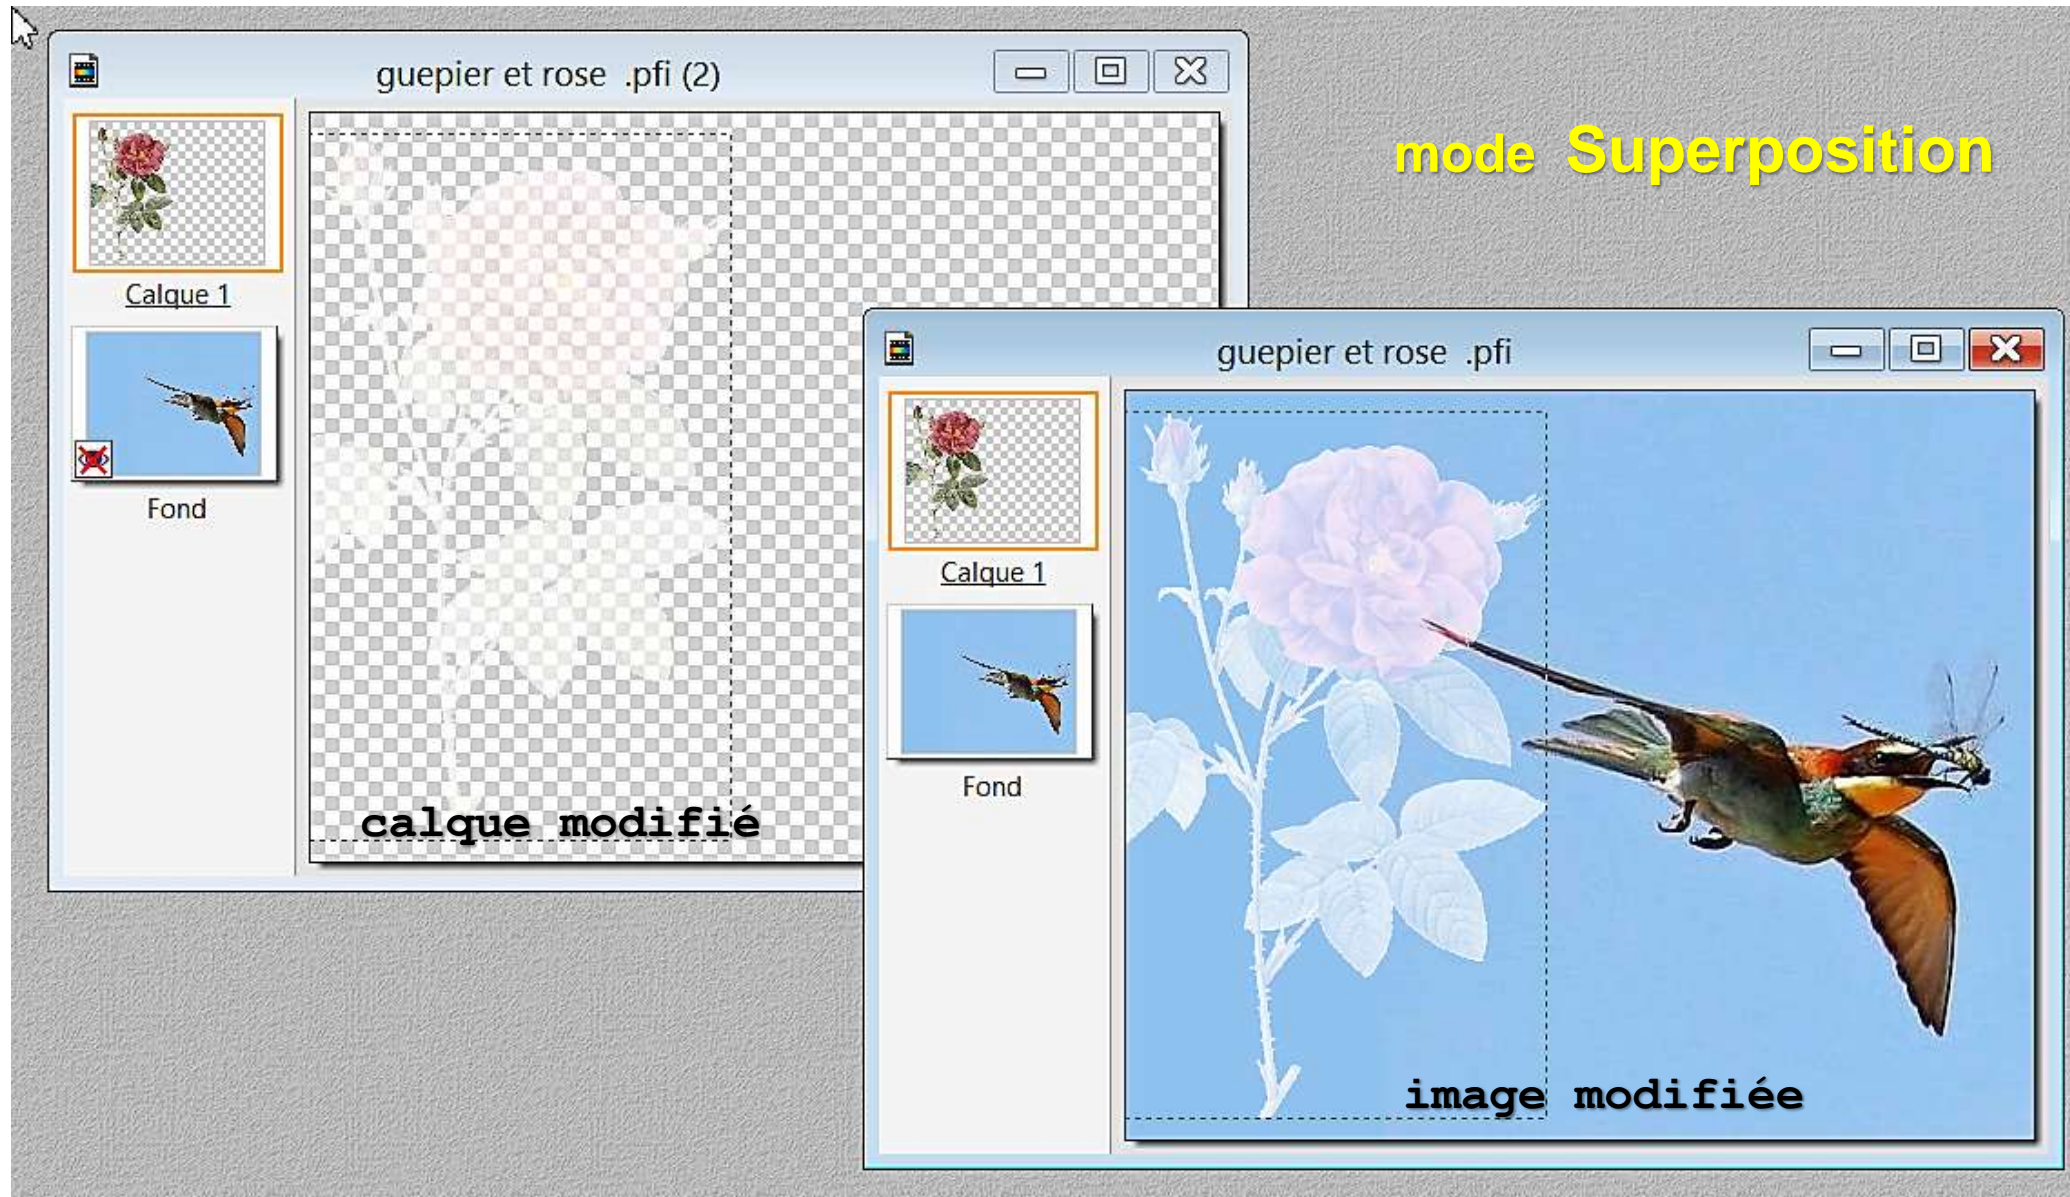 guepier et rose .pfi (2)
mode Superposition
Calque 1
Fond
calque modifié
guepier et rose .pfi
Calque 1
Fond
image modifiée